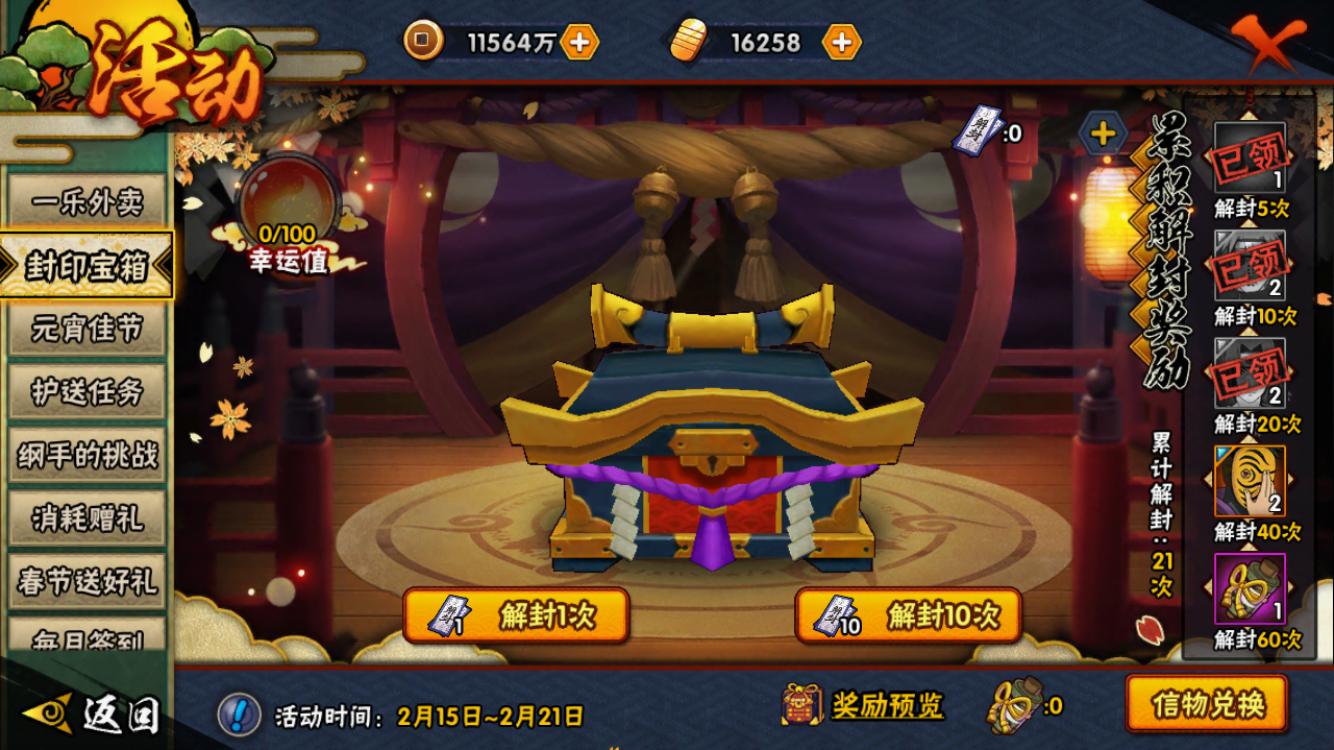 活动
11564万
16258
一乐外卖
封印宝箱
元宵佳节
护送任务
纲手的挑战
消耗赠礼
春节送好礼
每月签到
返回
0/100
幸运值
解封
:0
累积解封奖励
已领
1
解封5次
已领
2
解封10次
已领
2
解封20次
2
解封40次
1
解封60次
累计解封：21次
1
解封1次
10
解封10次
活动时间：2月15日~2月21日
奖励预览
:0
信物兑换